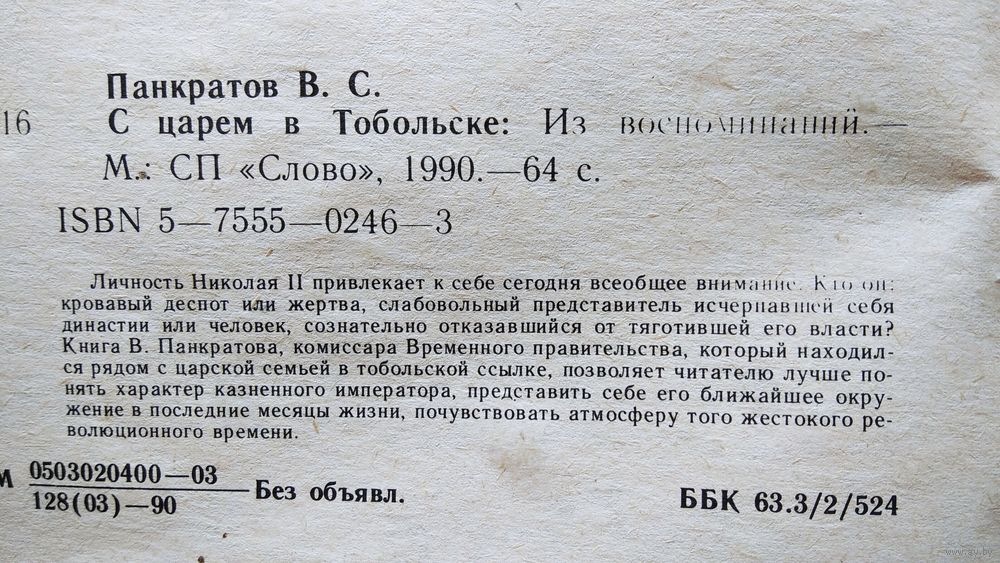 Панкратов В. С.
16 С царем в Тобольске: Из воспоминаний.—
М.: СП «Слово», 1990.—64 с.
ISBN 5—7555—0246—3
Личность Николая II привлекает к себе сегодня всеобщее внимание. Кто он:
кровавый деспот или жертва, слабовольный представитель исчерпавшей себя
династии или человек, сознательно отказавшийся от тяготившей его власти?
Книга В. Панкратова, комиссара Временного правительства, который находил-
ся рядом с царской семьей в тобольской ссылке, позволяет читателю лучше по-
нять характер казненного императора, представить себе его ближайшее окру-
жение в последние месяцы жизни, почувствовать атмосферу того жестокого ре-
волюционного времени.
М 0503020400—03
128(03)—90
Без объявл.
ББК 63.3/2/524
www.ay.by